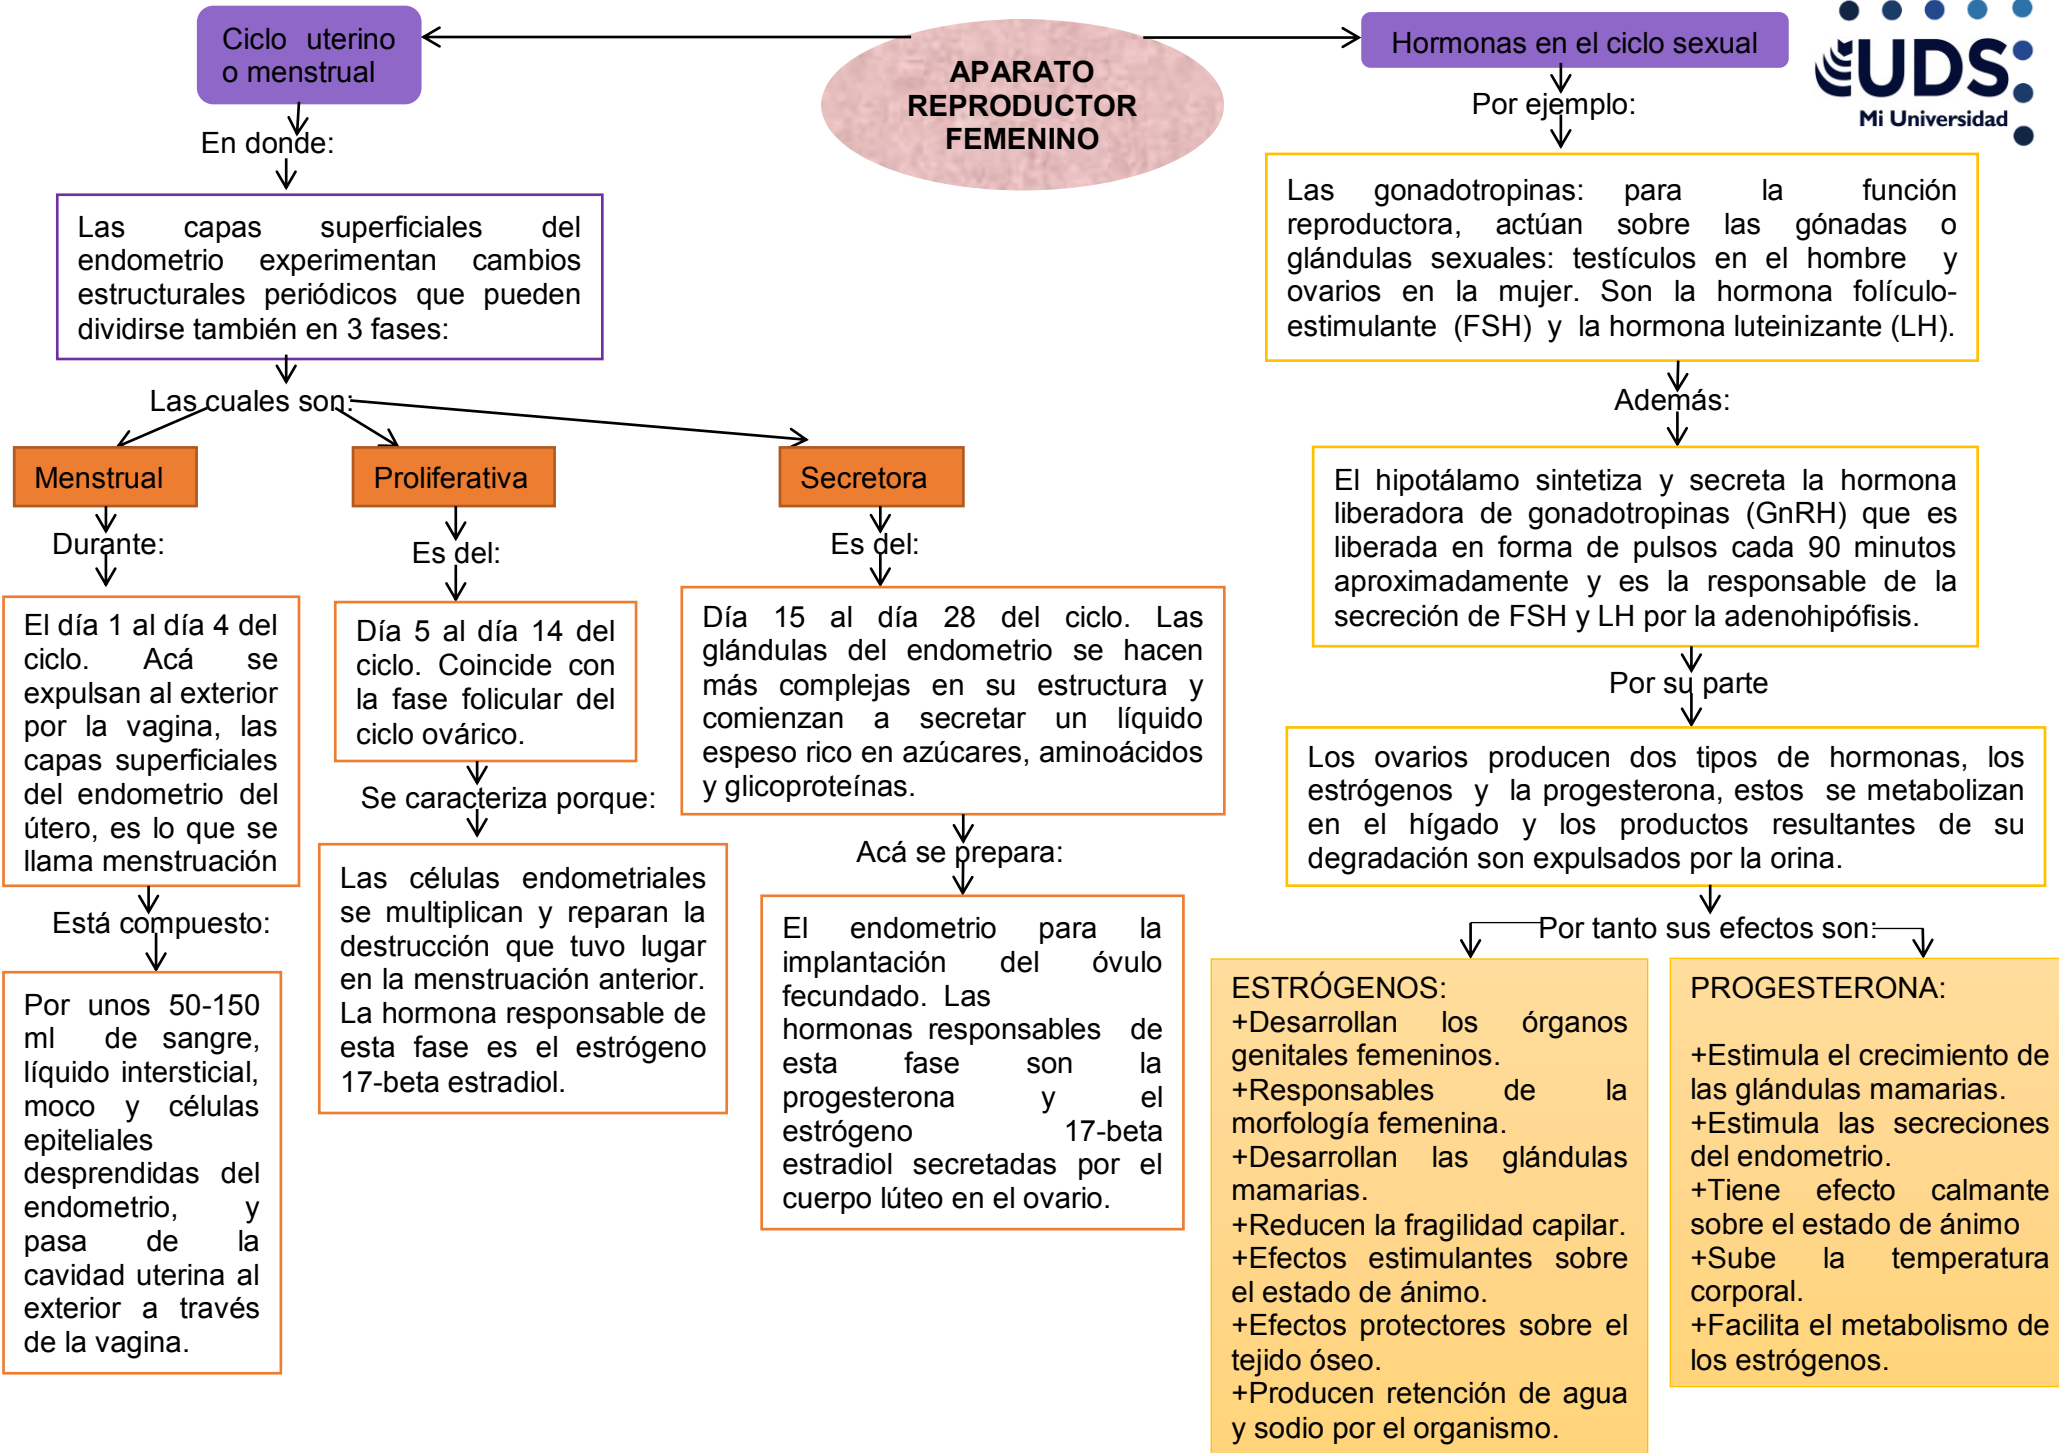 APARATO
REPRODUCTOR
FEMENINO
Ciclo uterino
o menstrual
En donde:
Las capas superficiales del
endometrio experimentan cambios
estructurales periódicos que pueden
dividirse también en 3 fases:
Las cuales son:
Menstrual
Durante:
El día 1 al día 4 del
ciclo. Acá se
expulsan al exterior
por la vagina, las
capas superficiales
del endometrio del
útero, es lo que se
llama menstruación
Está compuesto:
Por unos 50-150
ml de sangre,
líquido intersticial,
moco y células
epiteliales
desprendidas del
endometrio, y
pasa de la
cavidad uterina al
exterior a través
de la vagina.
Proliferativa
Es del:
Día 5 al día 14 del
ciclo. Coincide con
la fase folicular del
ciclo ovárico.
Se caracteriza porque:
Las células endometriales
se multiplican y reparan la
destrucción que tuvo lugar
en la menstruación anterior.
La hormona responsable de
esta fase es el estrógeno
17-beta estradiol.
Secretora
Es del:
Día 15 al día 28 del ciclo. Las
glándulas del endometrio se hacen
más complejas en su estructura y
comienzan a secretar un líquido
espeso rico en azúcares, aminoácidos
y glicoproteínas.
Acá se prepara:
El endometrio para la
implantación del óvulo
fecundado. Las
hormonas responsables de
esta fase son la
progesterona y el
estrógeno 17-beta
estradiol secretadas por el
cuerpo lúteo en el ovario.
Hormonas en el ciclo sexual
Por ejemplo:
Las gonadotropinas: para la función
reproductora, actúan sobre las gónadas o
glándulas sexuales: testículos en el hombre y
ovarios en la mujer. Son la hormona folículo-
estimulante (FSH) y la hormona luteinizante (LH).
Además:
El hipotálamo sintetiza y secreta la hormona
liberadora de gonadotropinas (GnRH) que es
liberada en forma de pulsos cada 90 minutos
aproximadamente y es la responsable de la
secreción de FSH y LH por la adenohipófisis.
Por su parte
Los ovarios producen dos tipos de hormonas, los
estrógenos y la progesterona, estos se metabolizan
en el hígado y los productos resultantes de su
degradación son expulsados por la orina.
Por tanto sus efectos son:
ESTRÓGENOS:
+Desarrollan los órganos
genitales femeninos.
+Responsables de la
morfología femenina.
+Desarrollan las glándulas
mamarias.
+Reducen la fragilidad capilar.
+Efectos estimulantes sobre
el estado de ánimo.
+Efectos protectores sobre el
tejido óseo.
+Producen retención de agua
y sodio por el organismo.
PROGESTERONA:
+Estimula el crecimiento de
las glándulas mamarias.
+Estimula las secreciones
del endometrio.
+Tiene efecto calmante
sobre el estado de ánimo
+Sube la temperatura
corporal.
+Facilita el metabolismo de
los estrógenos.
UDS
Mi Universidad